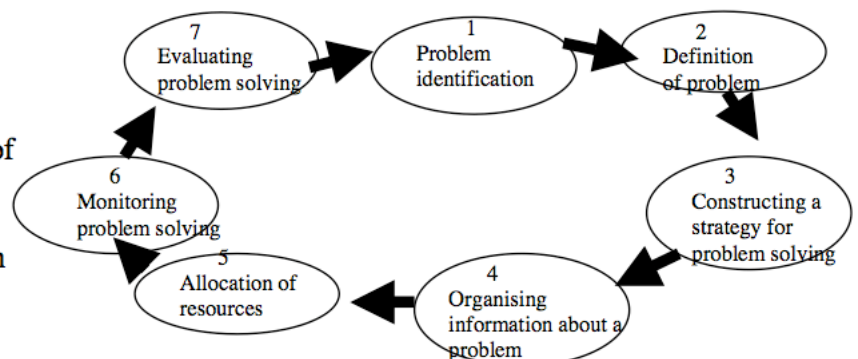 7
Evaluating
problem solving
1
Problem
identification
2
Definition
of problem
of
6
Monitoring
problem solving
3
Constructing a
strategy for
problem solving
5
Allocation of
resources
4
Organising
information about a
problem